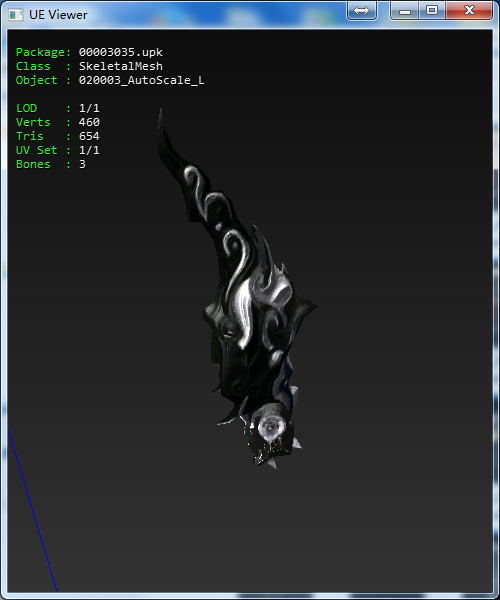 UE Viewer
Package: 00003035.upk
Class : SkeletalMesh
Object : 020003_AutoScale_L
LOD : 1/1
Verts : 460
Tris : 654
UV Set : 1/1
Bones : 3